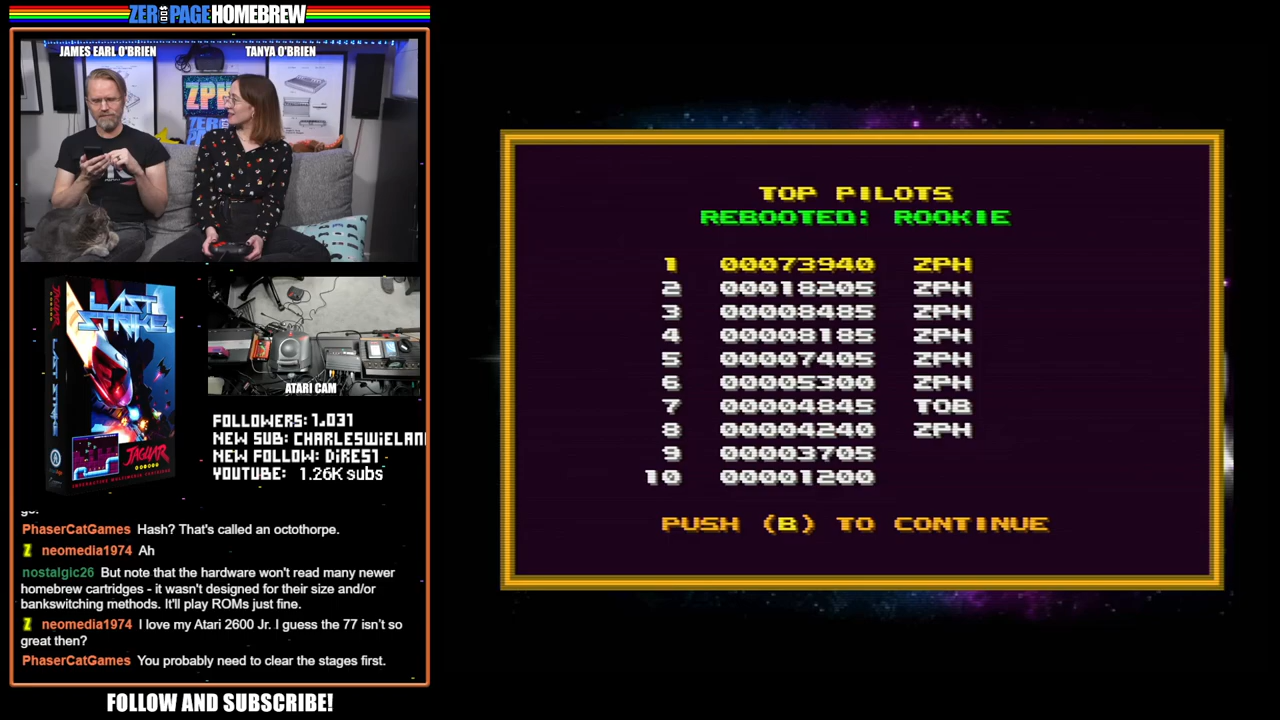 ZERO PAGE HOMEBREW
JAMES EARL O'BRIEN
TANYA O'BRIEN
ZPH
LAST
STRIKE
JAGUAR
ATARI CAM
FOLLOWERS: 1,031
NEW SUB: CHARLESWIELAN
NEW FOLLOW: DIRES1
YOUTUBE: 1.26K subs
go.
PhaserCatGames Hash? That's called an octothorpe.
neomedia1974 Ah
nostalgic26 But note that the hardware won't read many newer
homebrew cartridges - it wasn't designed for their size and/or
bankswitching methods. It'll play ROMs just fine.
neomedia1974 I love my Atari 2600 Jr. I guess the 77 isn't so
great then?
PhaserCatGames You probably need to clear the stages first.
FOLLOW AND SUBSCRIBE!
TOP PILOTS
REBOOTED: ROOKIE
1 00073940 ZPH
2 00018205 ZPH
3 00008485 ZPH
4 00008185 ZPH
5 00007405 ZPH
6 00005300 ZPH
7 00004845 TOB
8 00004240 ZPH
9 00003705
10 00001200
PUSH (B) TO CONTINUE